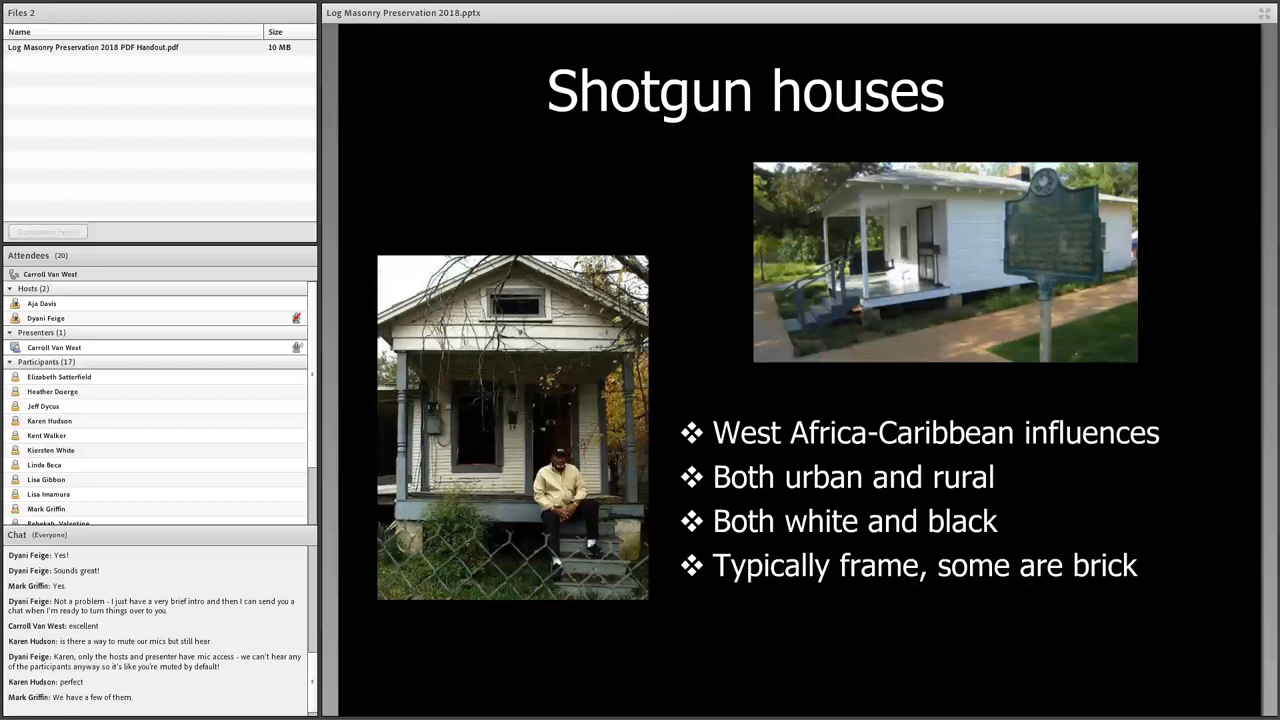 Files 2
Name Size
Log Masonry Preservation 2018 PDF Handout.pdf 10 MB
Attendees (20)
Carroll Van West
Hosts (2)
Aja Davis
Dyani Feige
Presenters (1)
Carroll Van West
Participants (17)
Elizabeth Satterfield
Heather Doerge
Jeff Dycus
Karen Hudson
Kent Walker
Kiersten White
Linda Beca
Lisa Gibbon
Lisa Imamura
Mark Griffin
Rebekah, Valentine
Chat (Everyone)
Dyani Feige: Yes!
Dyani Feige: Sounds great!
Mark Griffin: Yes.
Dyani Feige: Not a problem - I just have a very brief intro and then I can send you a
chat when I'm ready to turn things over to you.
Carroll Van West: excellent
Karen Hudson: is there a way to mute our mics but still hear
Dyani Feige: Karen, only the hosts and presenter have mic access - we can't hear any
of the participants anyway so it's like you're muted by default!
Karen Hudson: perfect
Mark Griffin: We have a few of them.
Log Masonry Preservation 2018.pptx
Shotgun houses
West Africa-Caribbean influences
Both urban and rural
Both white and black
Typically frame, some are brick